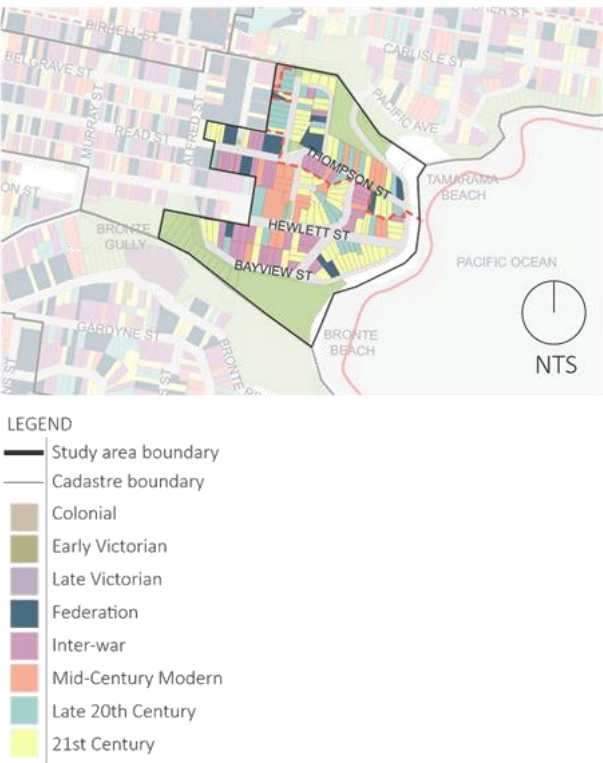 BIRRELL ST
BELGRAVE ST
CARLISLE ST
MURRAY ST
ALFRED ST
READ ST
PACIFIC AVE
THOMPSON ST
TAMARAMA
BEACH
ON ST
HEWLETT ST
BRONTE
GULLY
BAYVIEW ST
PACIFIC OCEAN
GARDYNE ST
BRONTE
BEACH
NTS
LEGEND
Study area boundary
Cadastre boundary
Colonial
Early Victorian
Late Victorian
Federation
Inter-war
Mid-Century Modern
Late 20th Century
21st Century